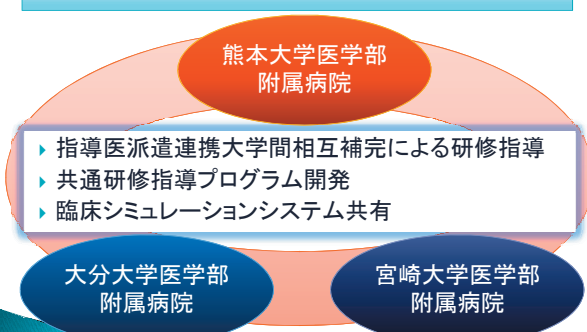 熊本大学医学部
附属病院
指導医派遣連携大学間相互補完による研修指導
共通研修指導プログラム開発
臨床シミュレーションシステム共有
大分大学医学部
附属病院
宮崎大学医学部
附属病院